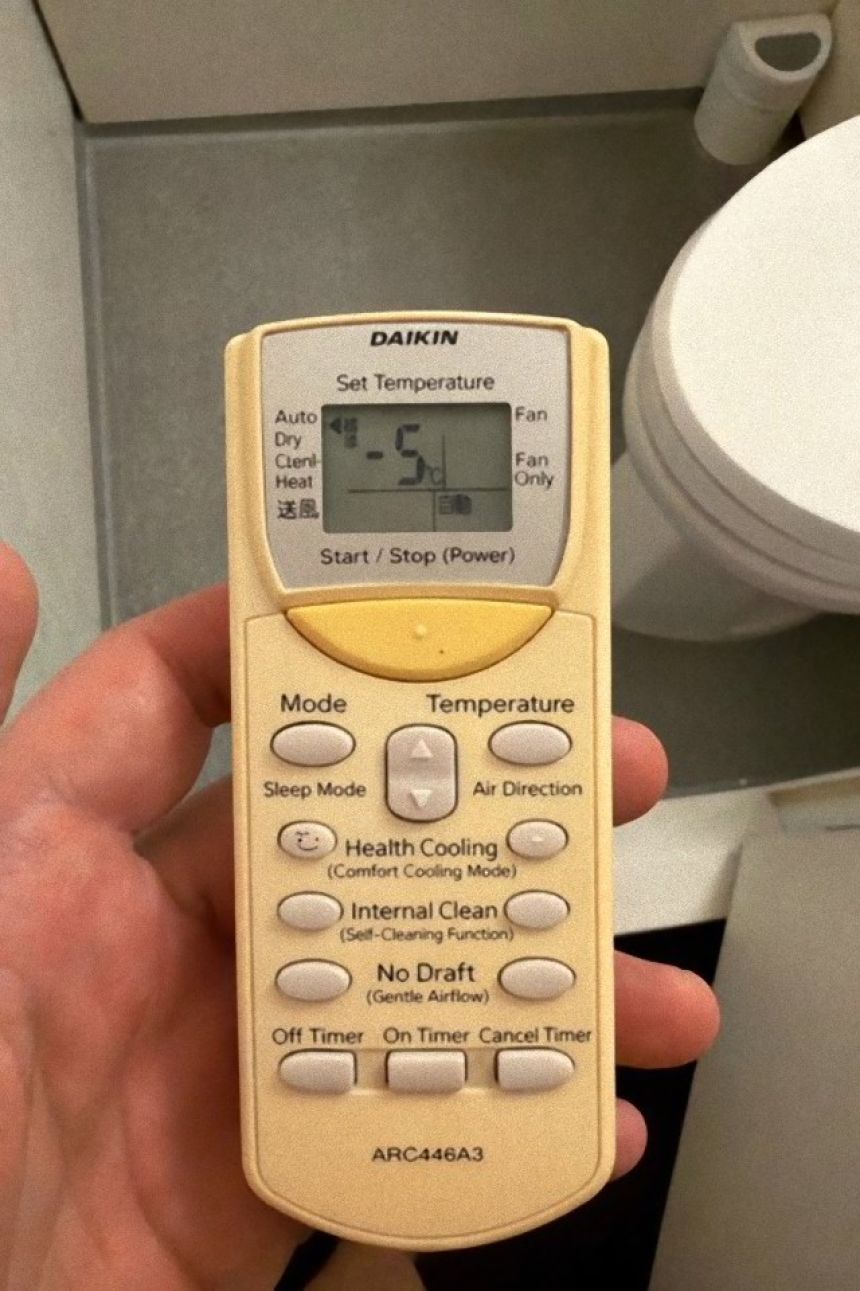 DAIKIN
Set Temperature
Auto
Fan
Dry
-5℃
Clenl-
Fan
Heat
Only
送風
Start / Stop (Power)
Mode
Temperature
Sleep Mode
Air Direction
Health Cooling
(Comfort Cooling Mode)
Internal Clean
(Self-Cleaning Function)
No Draft
(Gentle Airflow)
Off Timer
On Timer
Cancel Timer
ARC446A3